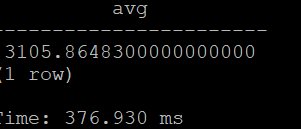 avg
-----------------------
3105.8648300000000000
(1 row)
Time: 376.930 ms